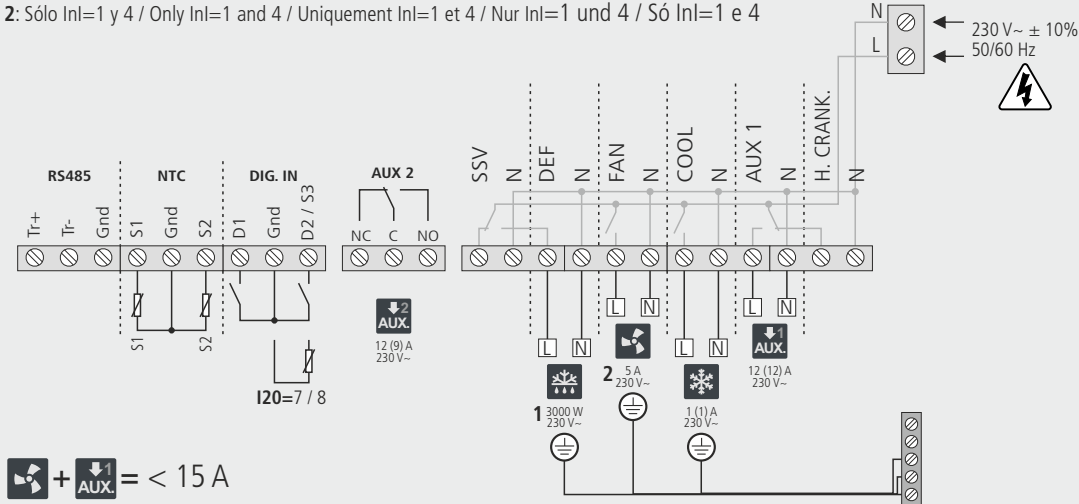 2: Sólo InI=1 y 4 / Only InI=1 and 4 / Uniquement InI=1 et 4 / Nur InI=1 und 4 / Só InI=1 e 4
N
L
230 V~ ± 10%
50/60 Hz
RS485
NTC
DIG. IN
AUX 2
SSV
N
DEF
N
FAN
N
COOL
N
AUX 1
N
H. CRANK.
N
Tr+
Tr-
Gnd
S1
Gnd
S2
D1
Gnd
D2 / S3
NC
C
NO
S1
S2
I20=7 / 8
2
AUX.
12 (9) A
230 V~
L
N
L
N
L
N
L
N
1 3000 W
230 V~
2 5 A
230 V~
1 (1) A
230 V~
1
AUX.
12 (12) A
230 V~
+ 1 AUX. = < 15 A